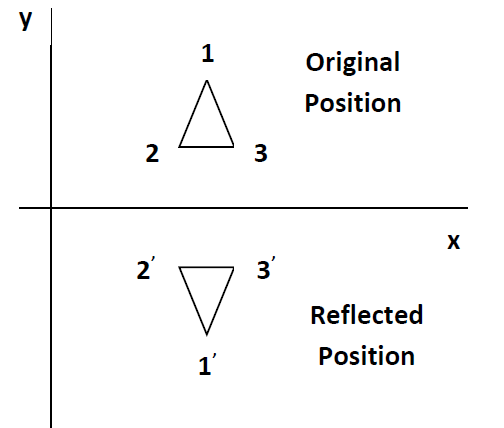 y
1
Original
Position
2
3
x
2′
3′
Reflected
Position
1′